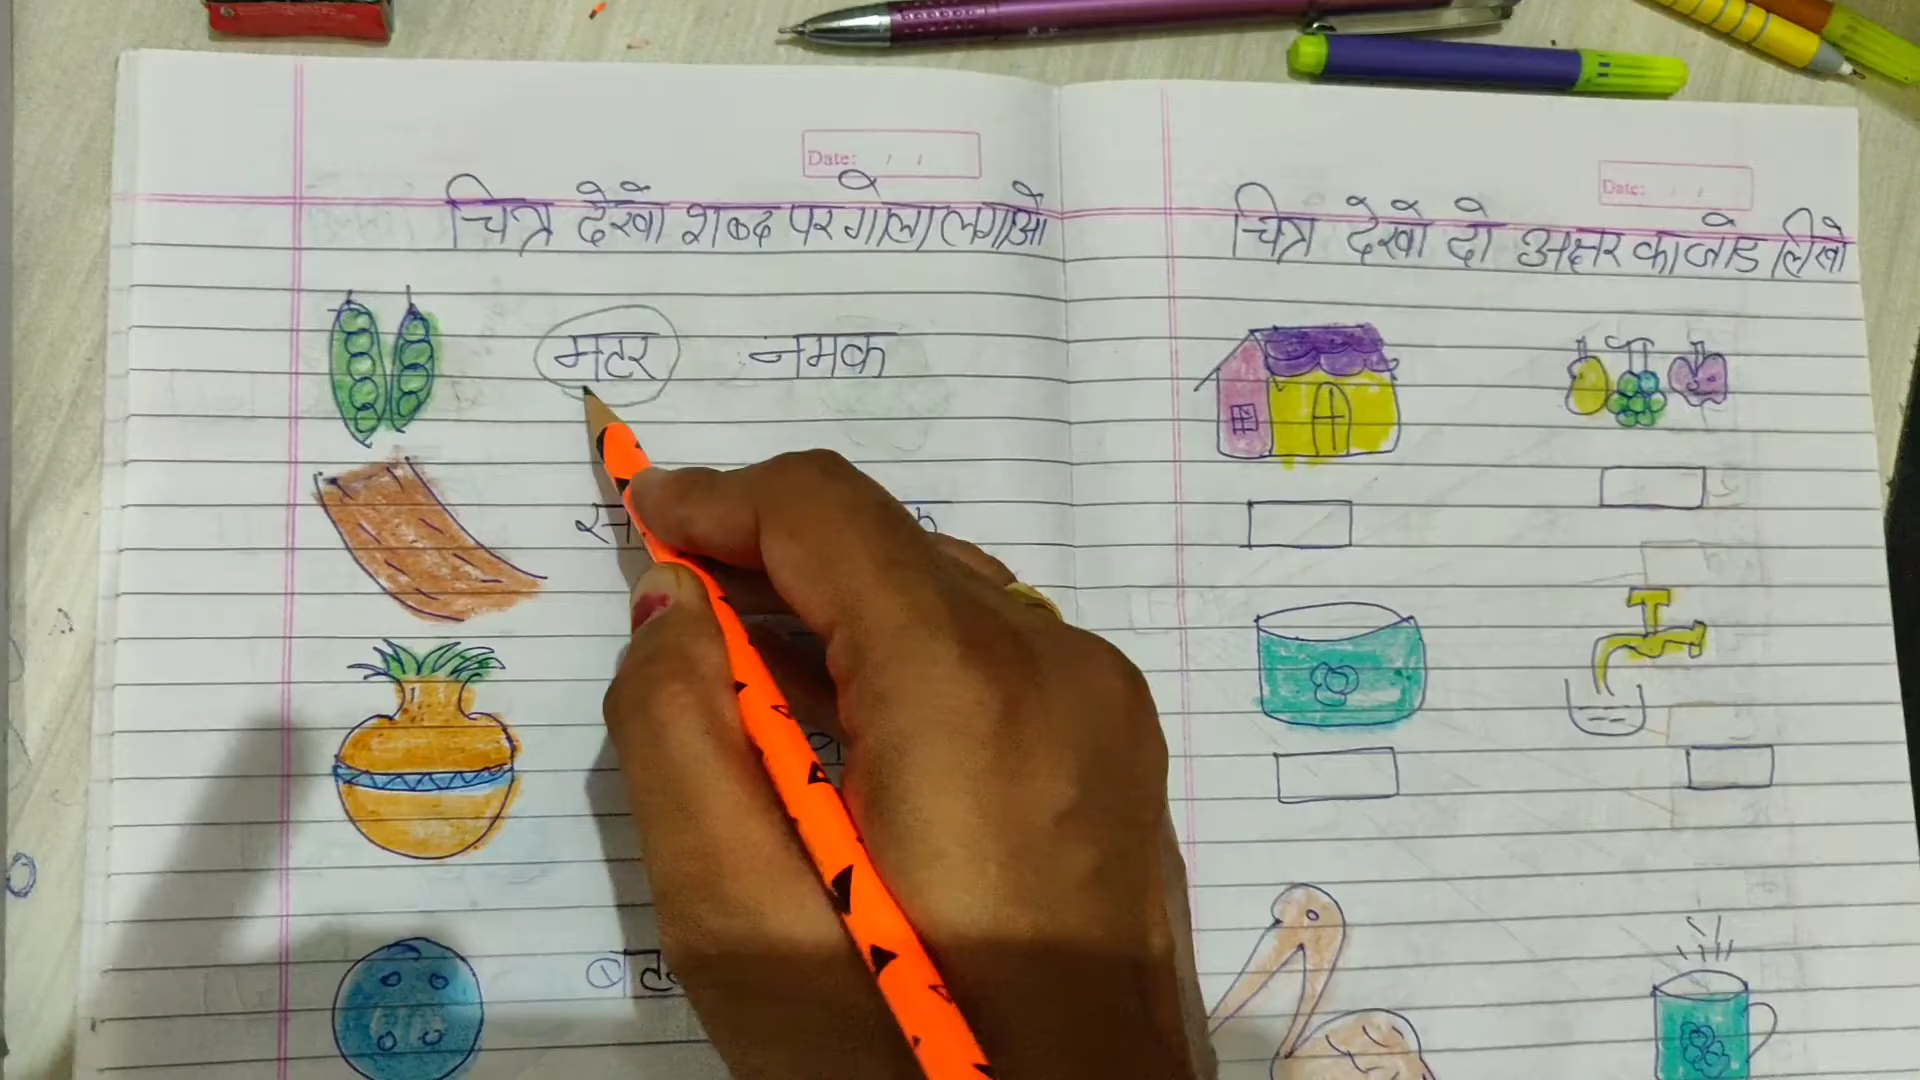 Date:
चित्र देखो शब्द पर गोला लगाओ
मटर नमक
Date:
चित्र देखो दो अक्षर का जोड लिखो